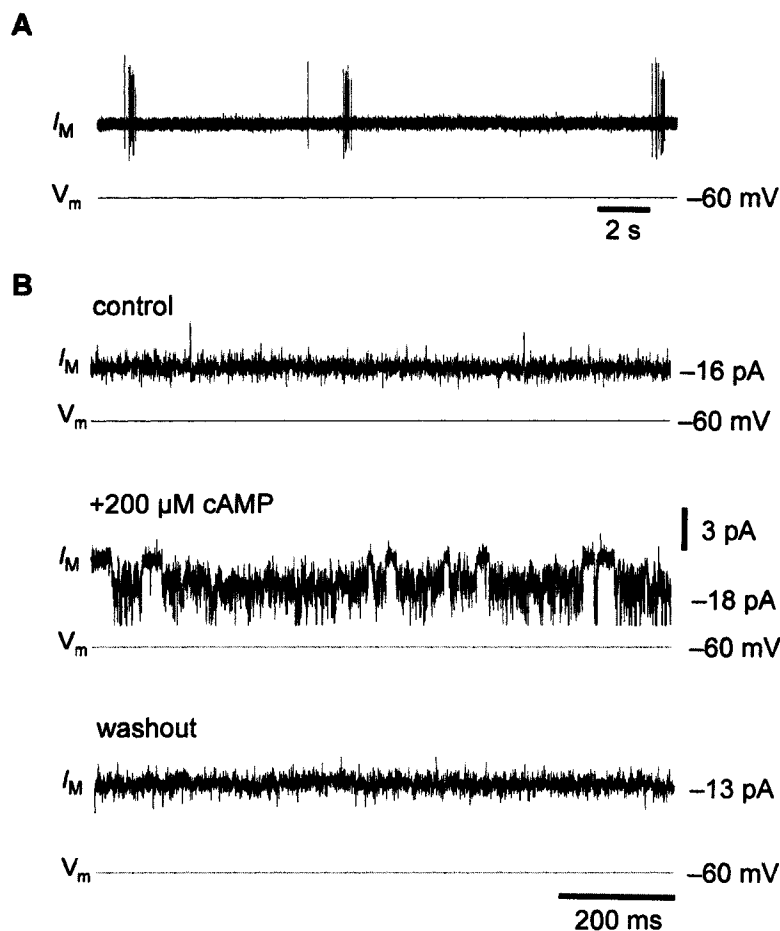 A
I_M
V_m –60 mV
2 s
B
control
I_M –16 pA
V_m –60 mV
+200 µM cAMP
3 pA
I_M
–18 pA
V_m –60 mV
washout
I_M –13 pA
V_m –60 mV
200 ms